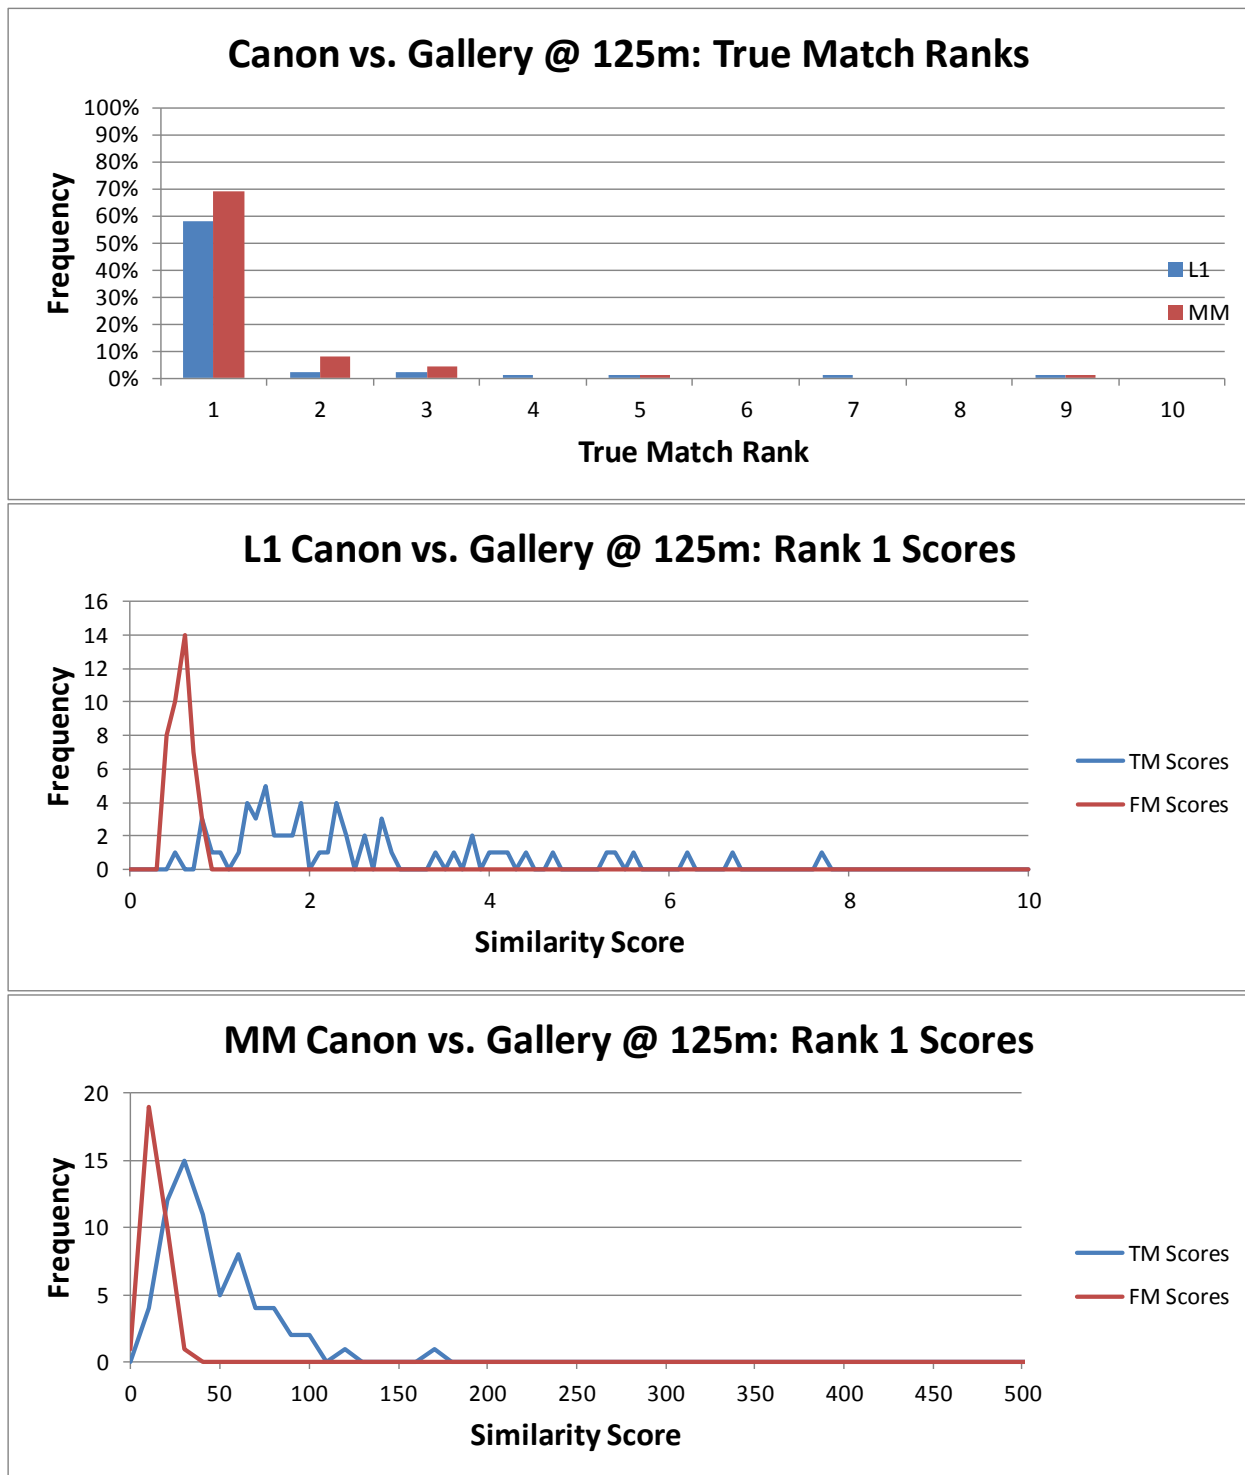 Canon vs. Gallery @ 125m: True Match Ranks
100%
90%
80%
70%
60%
50%
40%
30%
20%
10%
0%
Frequency
L1
MM
1 2 3 4 5 6 7 8 9 10
True Match Rank
L1 Canon vs. Gallery @ 125m: Rank 1 Scores
16
14
12
10
8
6
4
2
0
Frequency
TM Scores
FM Scores
0 2 4 6 8 10
Similarity Score
MM Canon vs. Gallery @ 125m: Rank 1 Scores
20
15
10
5
0
Frequency
TM Scores
FM Scores
0 50 100 150 200 250 300 350 400 450 500
Similarity Score